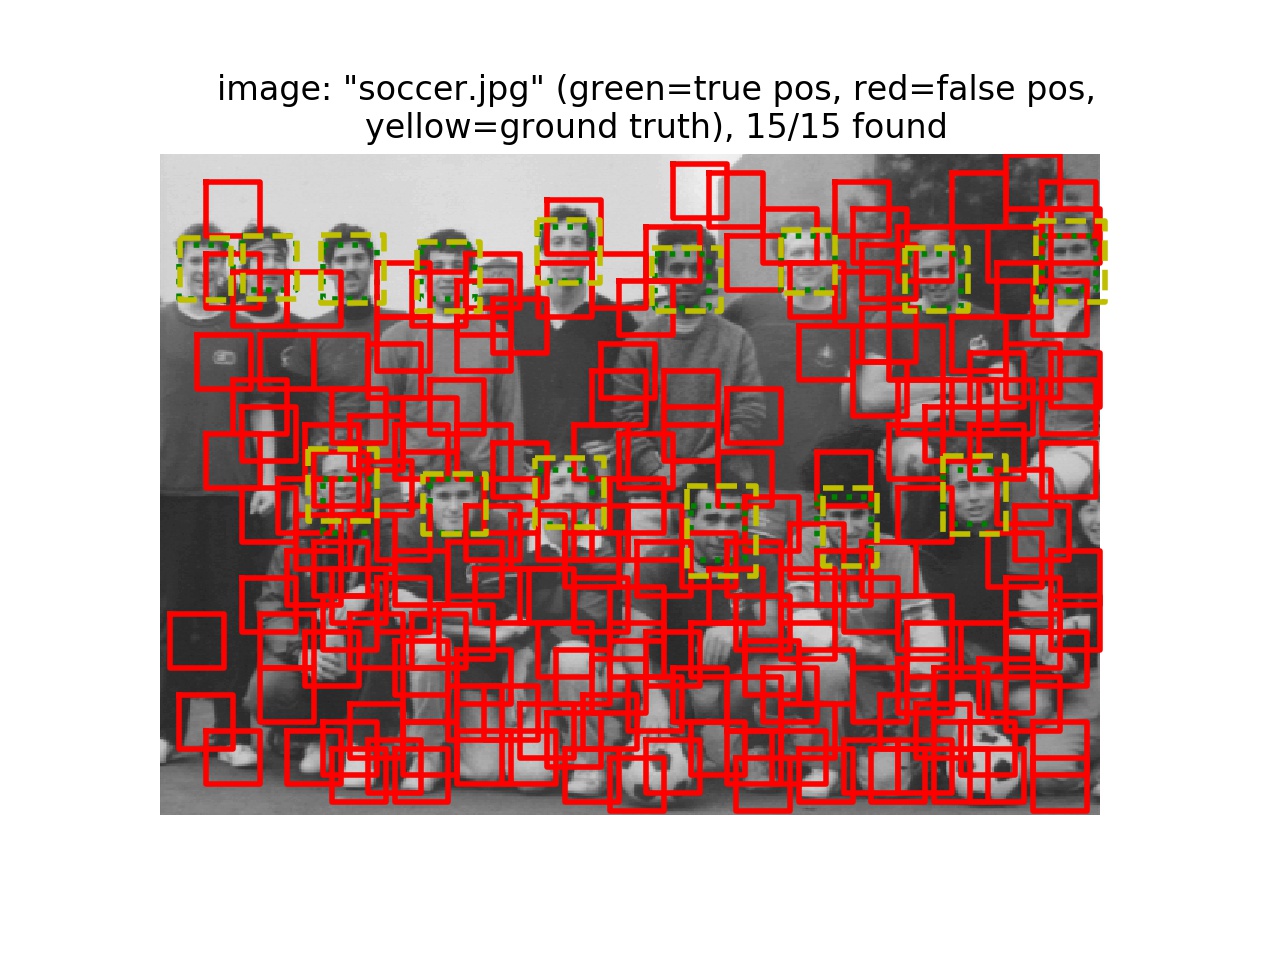 image: "soccer.jpg" (green=true pos, red=false pos,
yellow=ground truth), 15/15 found